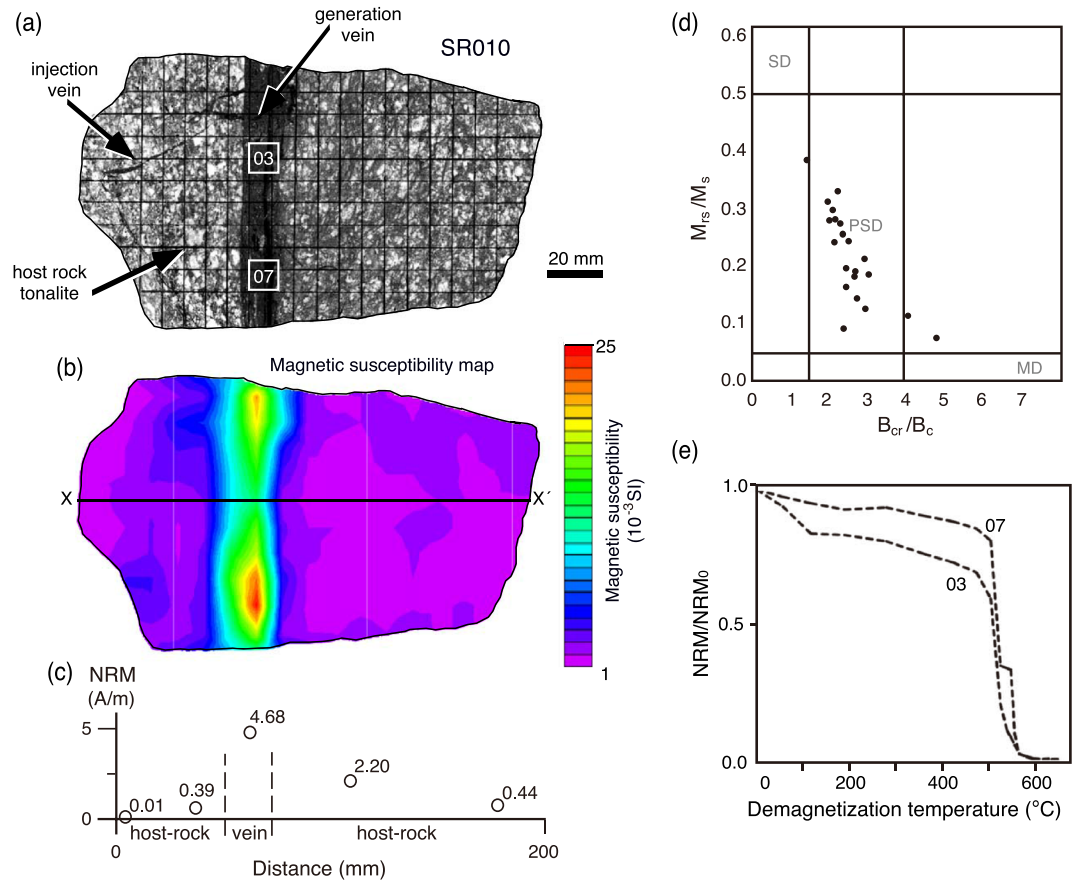 (a)
generation
vein
SR010
injection
vein
03
07
host rock
tonalite
20 mm
(b)
Magnetic susceptibility map
25
X
X´
Magnetic susceptibility
(10⁻³SI)
1
(c)
NRM
(A/m)
5
4.68
2.20
0.39
0.01
0.44
0
host-rock
vein
host-rock
0
200
Distance (mm)
(d)
0.6
SD
0.5
0.4
0.3
PSD
0.2
0.1
MD
0.0
0 1 2 3 4 5 6 7
Mrs/Ms
Bcr/Bc
(e)
1.0
07
03
0.5
0.0
NRM/NRM₀
0 200 400 600
Demagnetization temperature (°C)